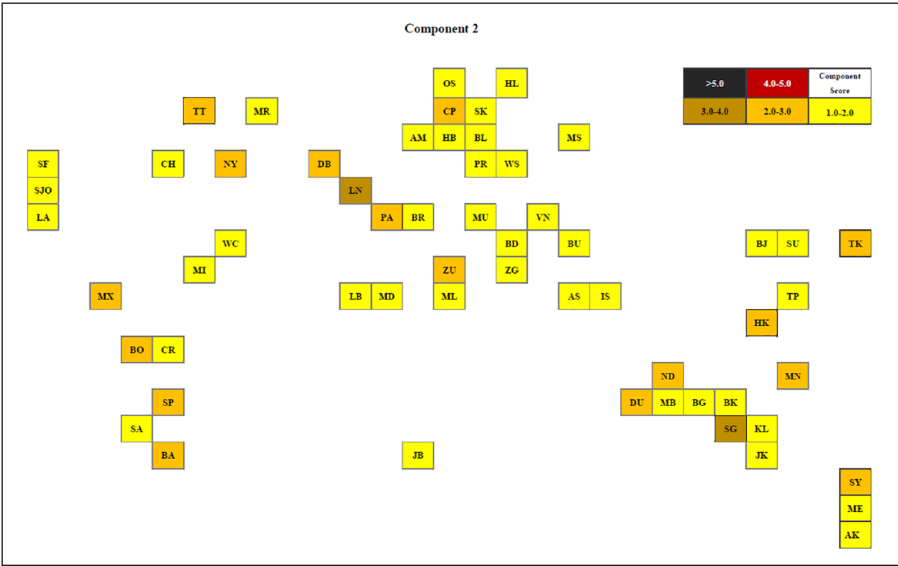 Component 2
OS HL >5.0 4.0-5.0 Component
Score
TT MR CP SK 3.0-4.0 2.0-3.0 1.0-2.0
AM HB BL MS
SF CH NY DB PR WS
SJO LN
LA PA BR MU VN
WC BD BU BJ SU TK
MI ZU ZG
MX LB MD ML AS IS TP
HK
BO CR
ND MN
SP DU MB BG BK
SA SG KL
BA JB JK
SY
ME
AK